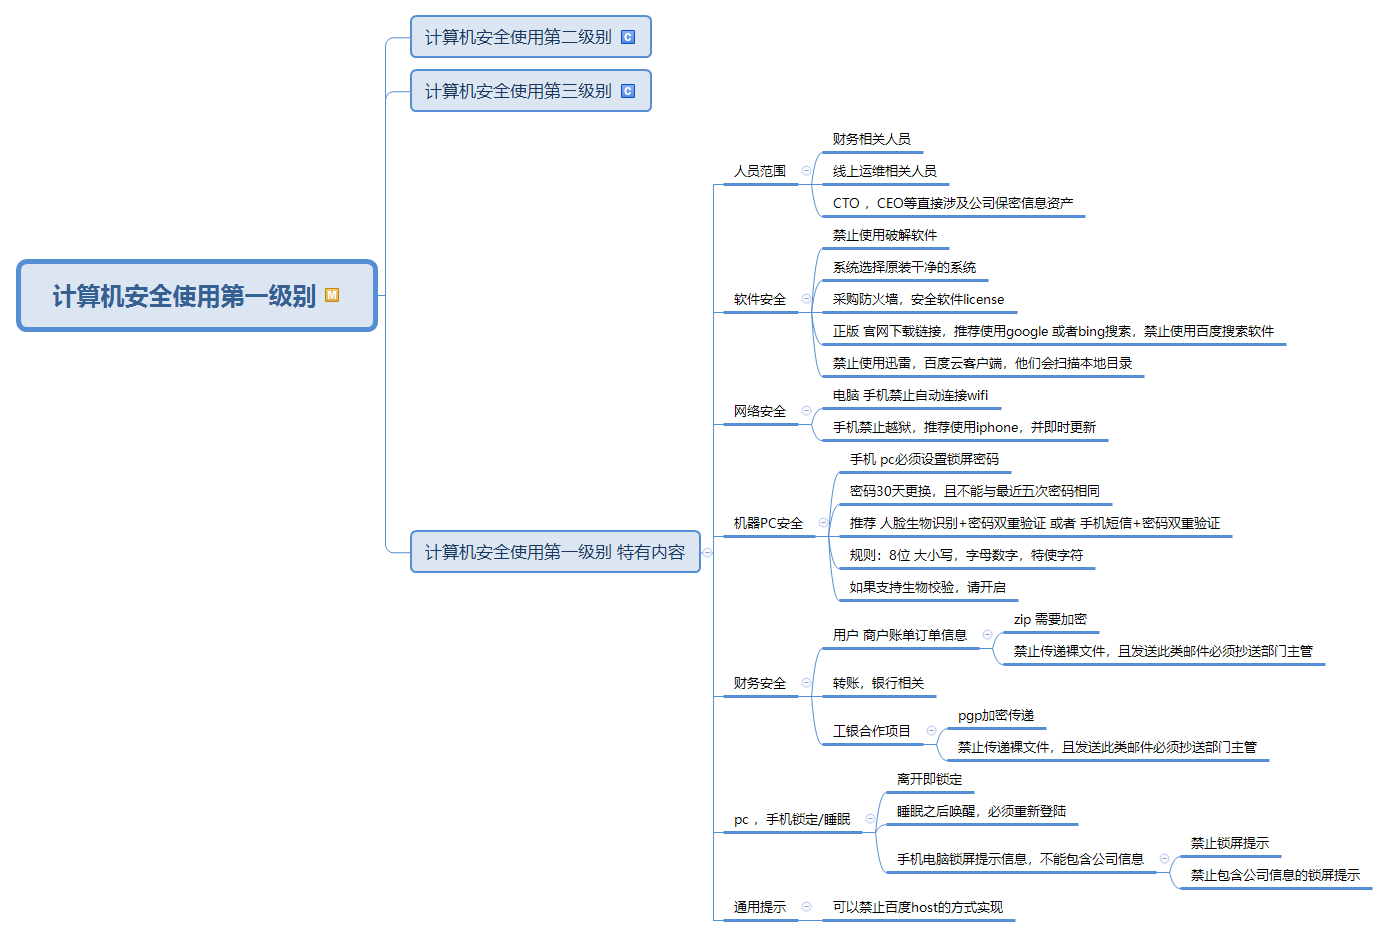 计算机安全使用第二级别
计算机安全使用第三级别
计算机安全使用第一级别
计算机安全使用第一级别 特有内容
人员范围
财务相关人员
线上运维相关人员
CTO ，CEO等直接涉及公司保密信息资产
软件安全
禁止使用破解软件
系统选择原装干净的系统
采购防火墙，安全软件license
正版 官网下载链接，推荐使用google 或者bing搜索，禁止使用百度搜索软件
禁止使用迅雷，百度云客户端，他们会扫描本地目录
网络安全
电脑 手机禁止自动连接wifi
手机禁止越狱，推荐使用iphone，并即时更新
机器PC安全
手机 pc必须设置锁屏密码
密码30天更换，且不能与最近五次密码相同
推荐 人脸生物识别+密码双重验证 或者 手机短信+密码双重验证
规则：8位 大小写，字母数字，特使字符
如果支持生物校验，请开启
财务安全
用户 商户账单订单信息
zip 需要加密
禁止传递裸文件，且发送此类邮件必须抄送部门主管
转账，银行相关
工银合作项目
pgp加密传递
禁止传递裸文件，且发送此类邮件必须抄送部门主管
pc ，手机锁定/睡眠
离开即锁定
睡眠之后唤醒，必须重新登陆
手机电脑锁屏提示信息，不能包含公司信息
禁止锁屏提示
禁止包含公司信息的锁屏提示
通用提示
可以禁止百度host的方式实现